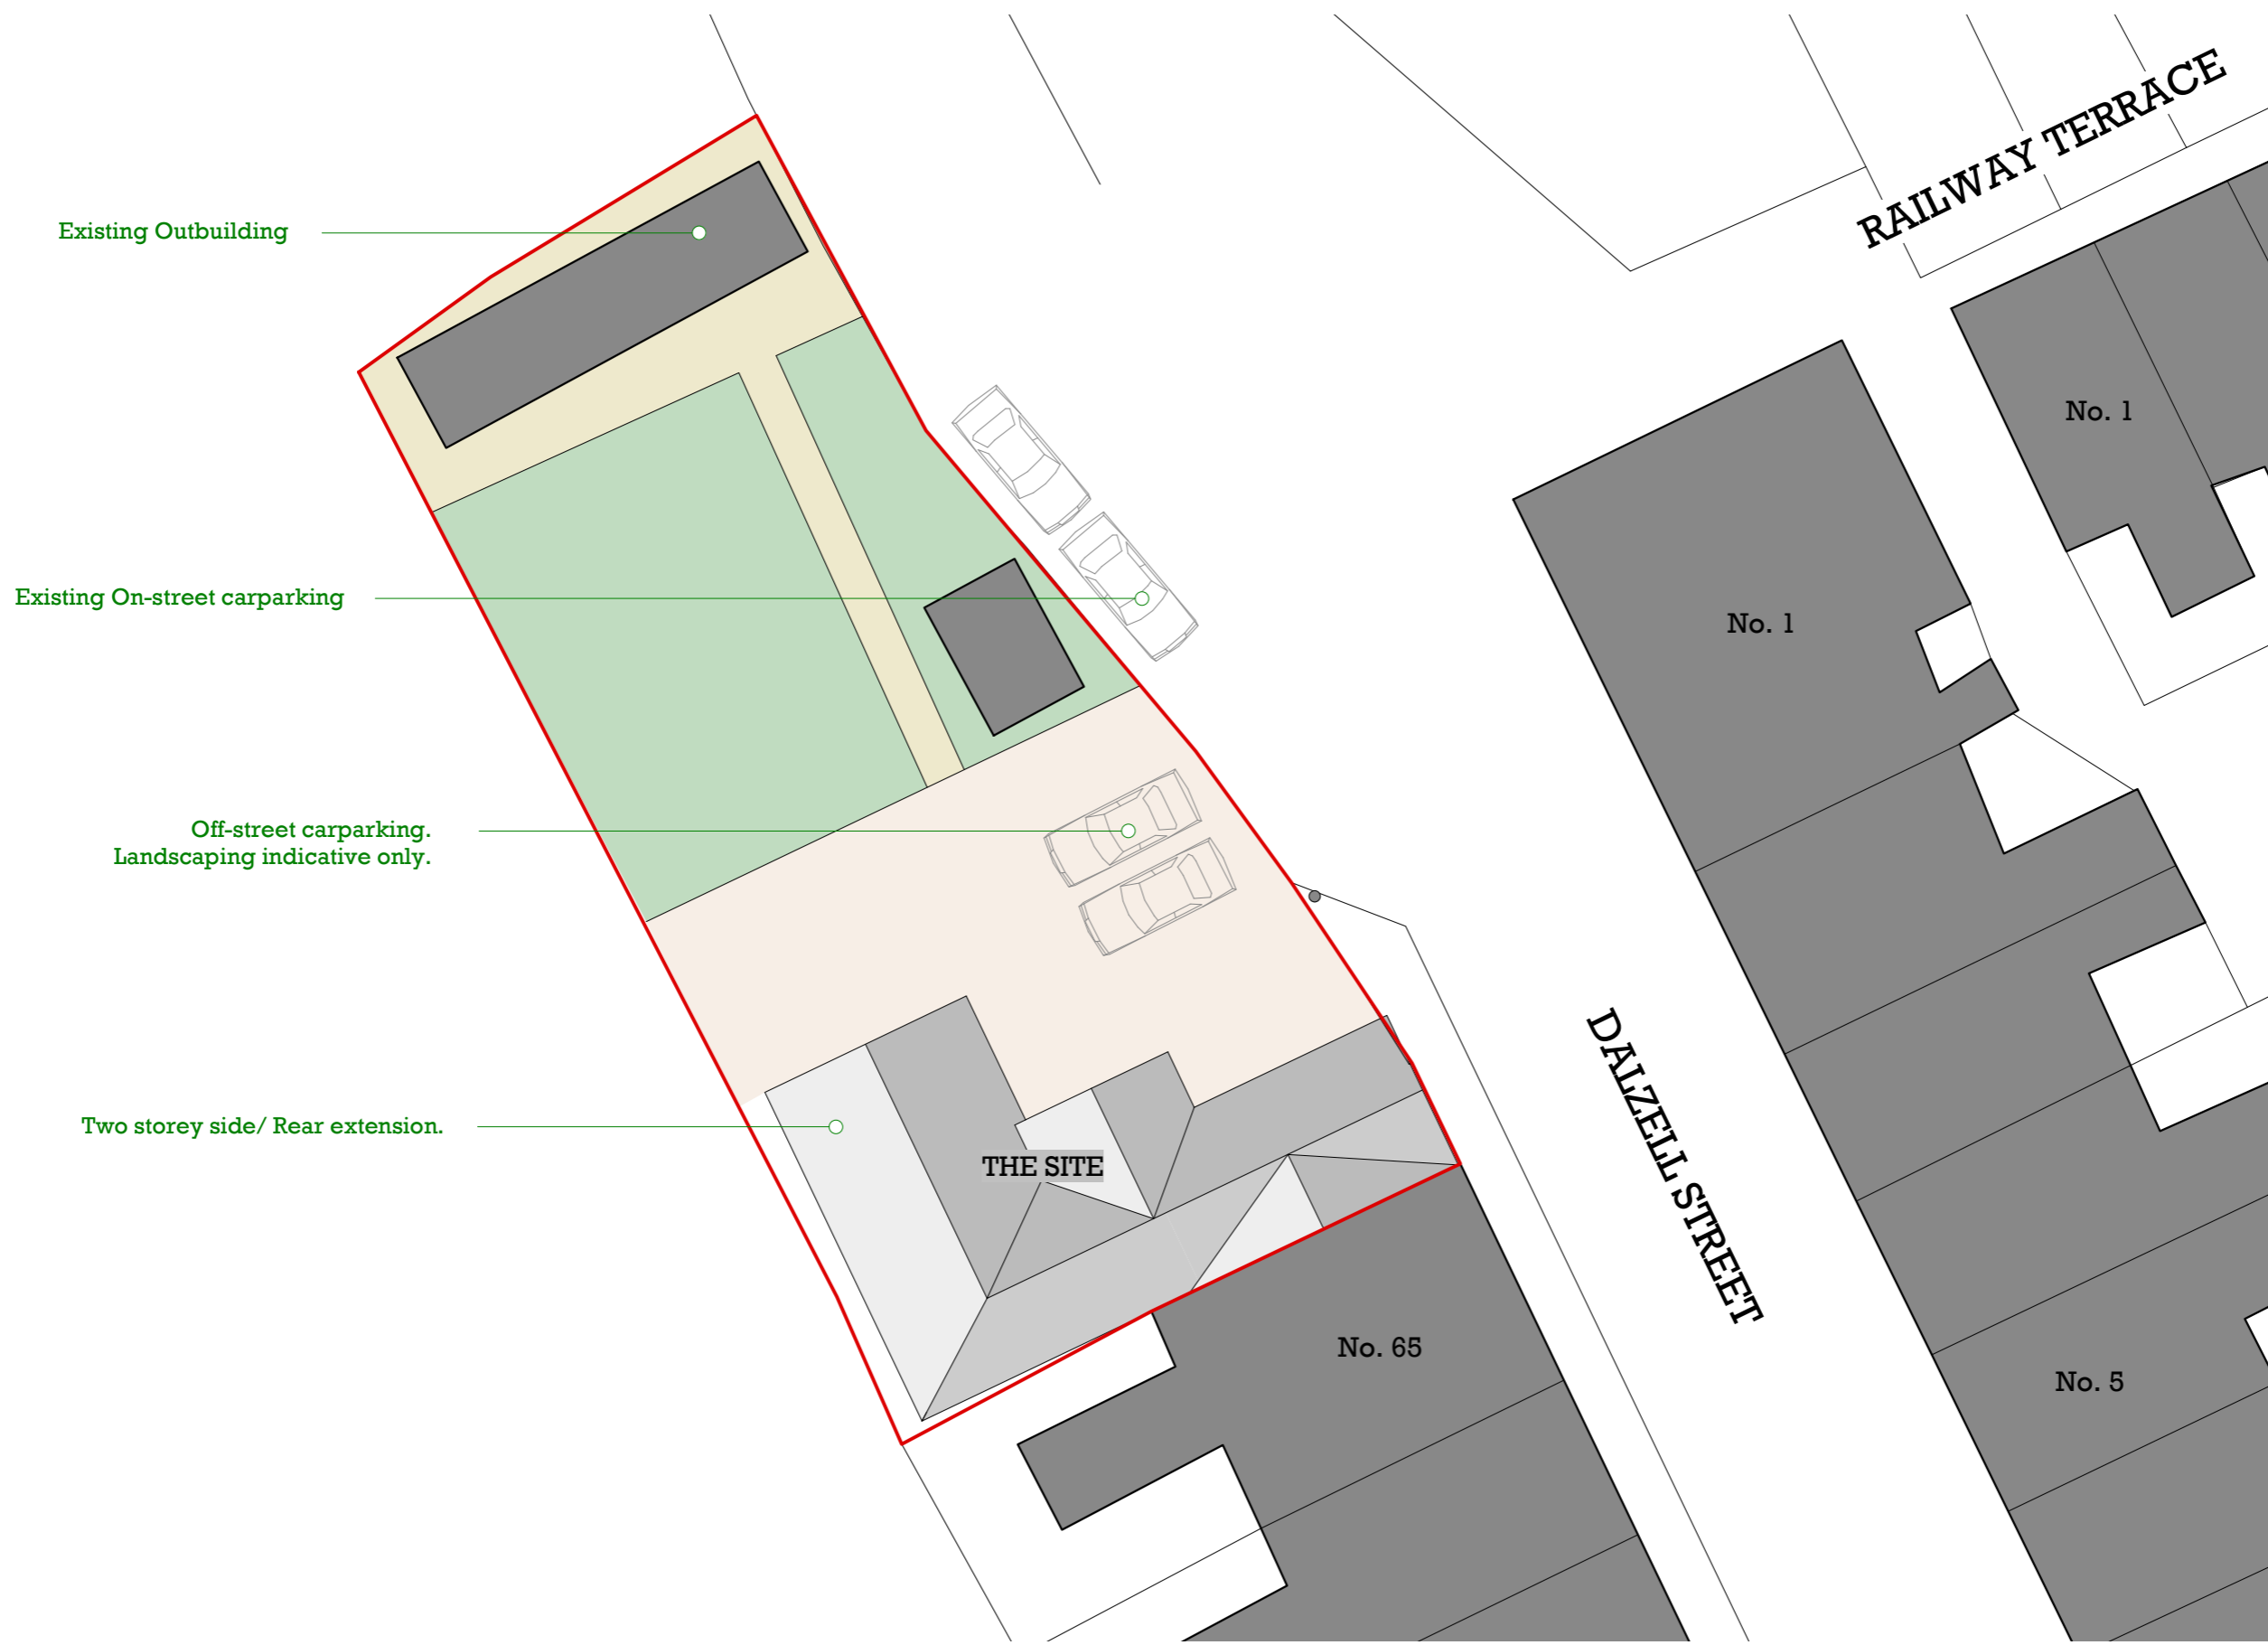 RAILWAY TERRACE
Existing Outbuilding
No. 1
Existing On-street carparking
No. 1
Off-street carparking.
Landscaping indicative only.
Two storey side/ Rear extension.
THE SITE
DALZELL STREET
No. 65
No. 5